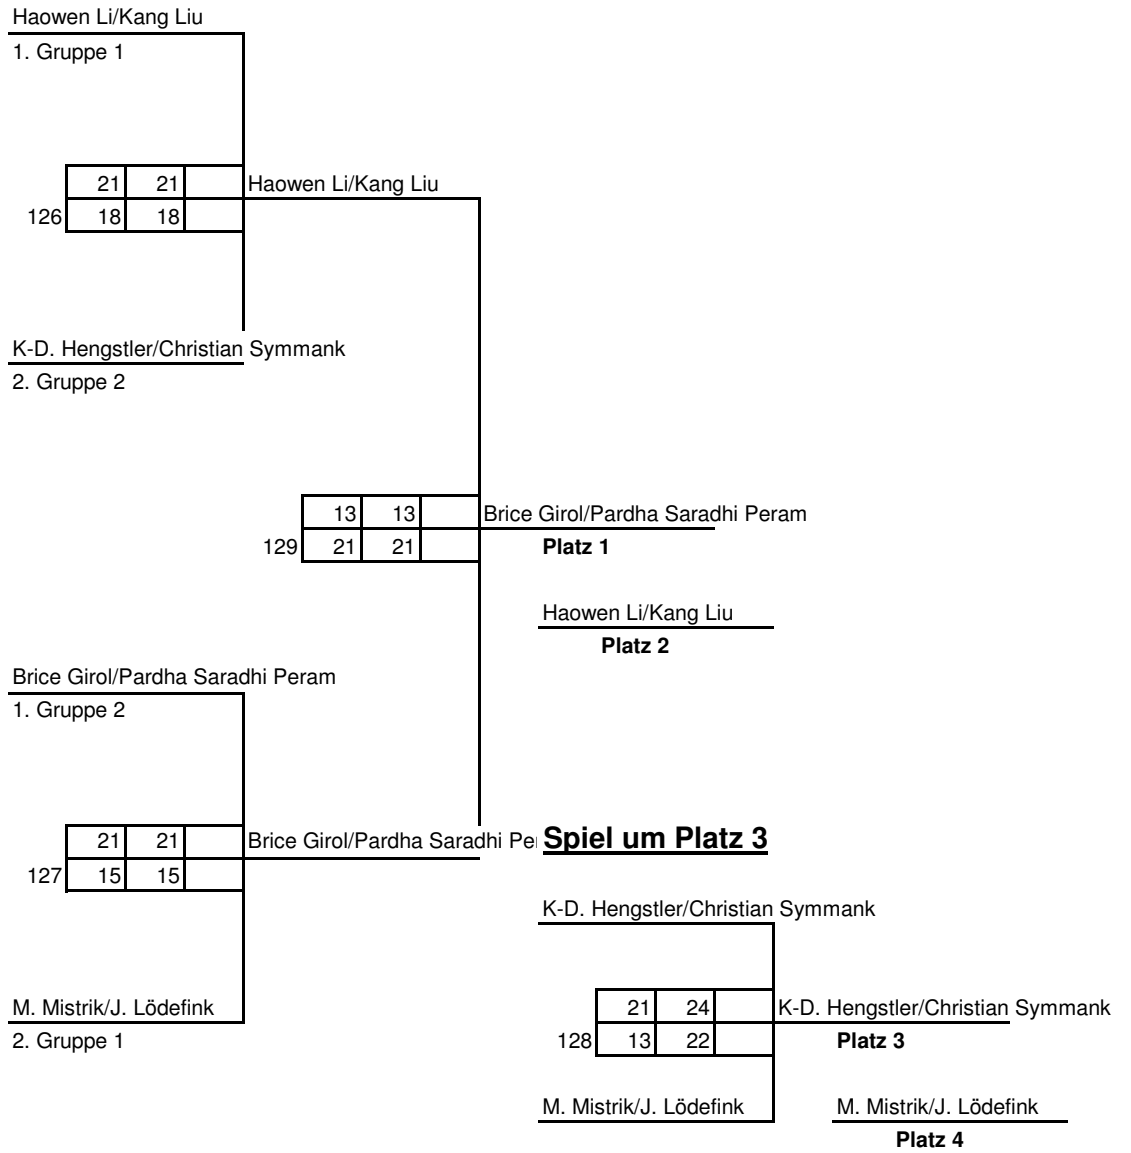 Haowen Li/Kang Liu
1. Gruppe 1
21 21 Haowen Li/Kang Liu
126 18 18
K-D. Hengstler/Christian Symmank
2. Gruppe 2
13 13 Brice Girol/Pardha Saradhi Peram
129 21 21 Platz 1
Haowen Li/Kang Liu
Platz 2
Brice Girol/Pardha Saradhi Peram
1. Gruppe 2
21 21 Brice Girol/Pardha Saradhi Per Spiel um Platz 3
127 15 15
K-D. Hengstler/Christian Symmank
M. Mistrik/J. Lödefink 21 24 K-D. Hengstler/Christian Symmank
2. Gruppe 1 128 13 22 Platz 3
M. Mistrik/J. Lödefink M. Mistrik/J. Lödefink
Platz 4